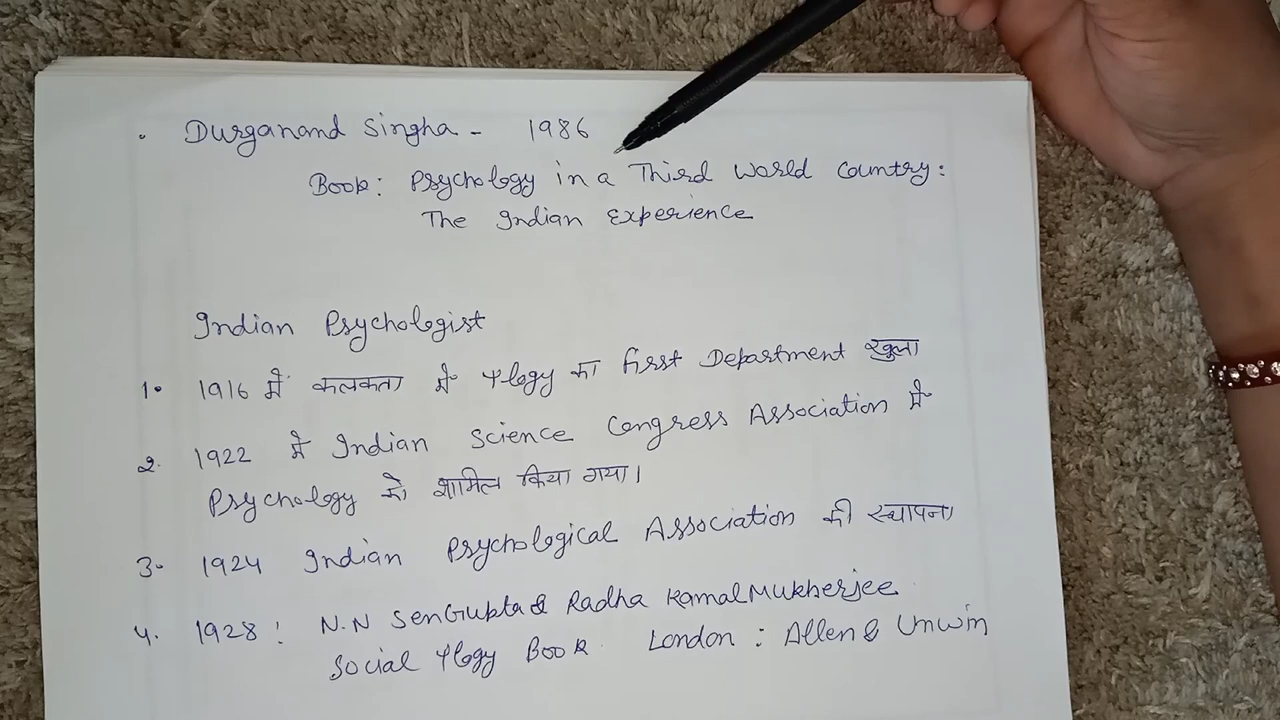 . Durganand Singha - 1986
Book: Psychology in a Third World Country:
The Indian Experience
Indian Psychologist
1. 1916 में कलकता में Ψlogy का first Department खुला
2. 1922 में Indian Science Congress Association में
Psychology को शामिल किया गया।
3. 1924 Indian Psychological Association की स्थापना
4. 1928: N.N SenGupta & Radha Kamal Mukherjee
Social Ψlogy Book. London: Allen & Unwin